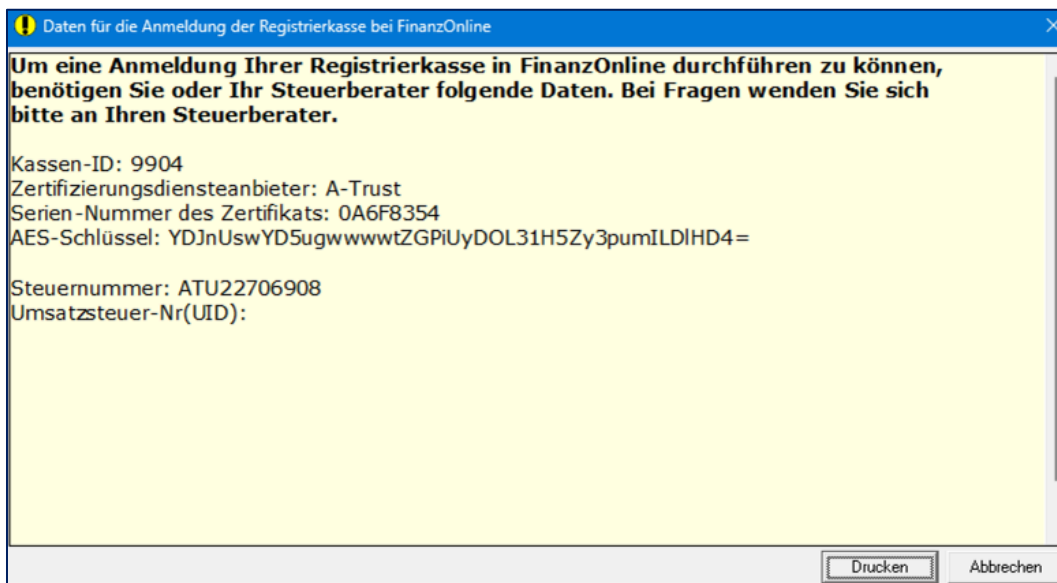 Daten für die Anmeldung der Registrierkasse bei FinanzOnline
Um eine Anmeldung Ihrer Registrierkasse in FinanzOnline durchführen zu können,
benötigen Sie oder Ihr Steuerberater folgende Daten. Bei Fragen wenden Sie sich
bitte an Ihren Steuerberater.
Kassen-ID: 9904
Zertifizierungsdiensteanbieter: A-Trust
Serien-Nummer des Zertifikats: 0A6F8354
AES-Schlüssel: YDJnUswYD5ugwwwwtZGPiUyDOL31H5Zy3pumILDlHD4=
Steuernummer: ATU22706908
Umsatzsteuer-Nr(UID):
Drucken Abbrechen